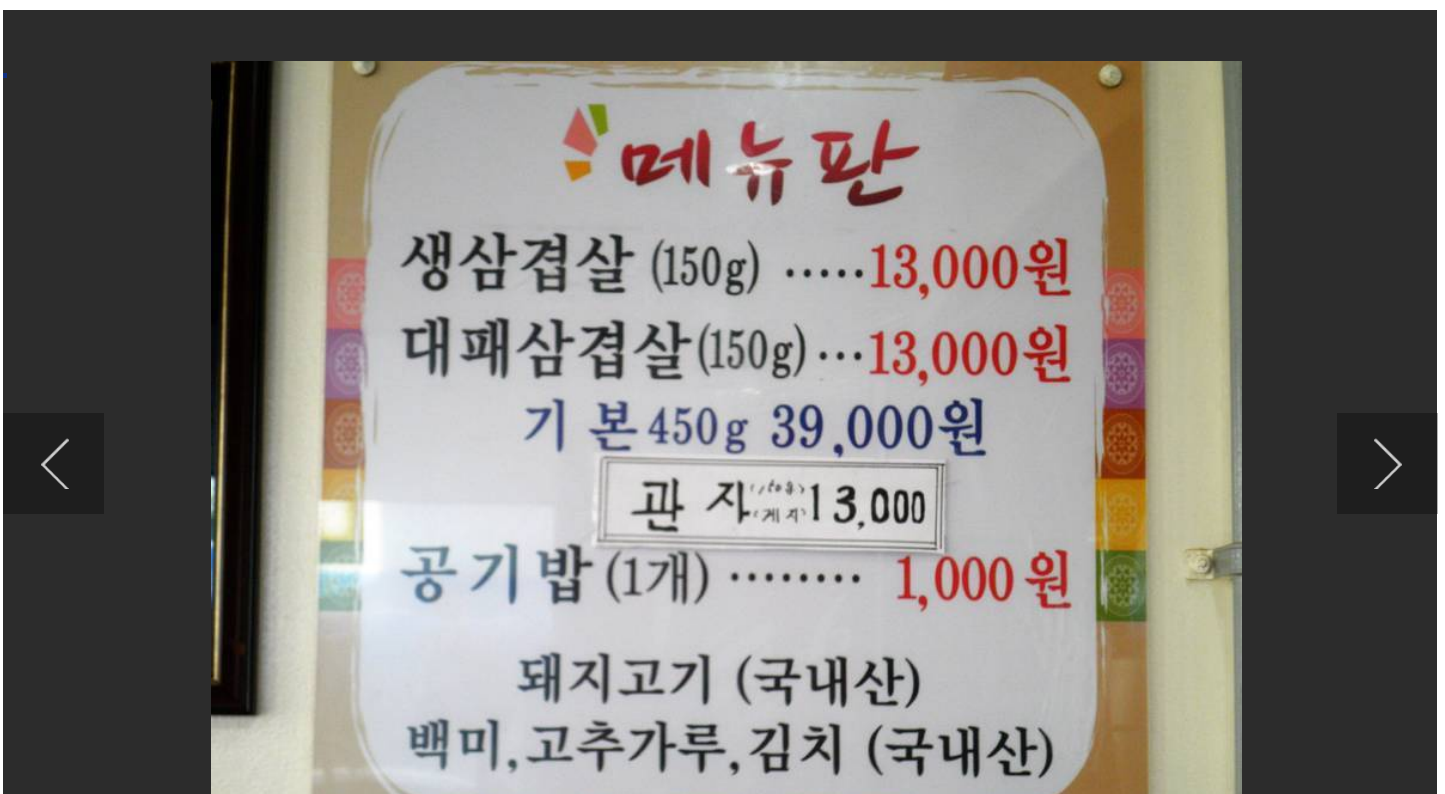 메뉴판
생삼겹살 (150g) ·····13,000원
대패삼겹살(150g)···13,000원
기 본 450g 39,000원
관 자 13,000
공기밥 (1개) ········ 1,000원
돼지고기 (국내산)
백미, 고추가루, 김치 (국내산)